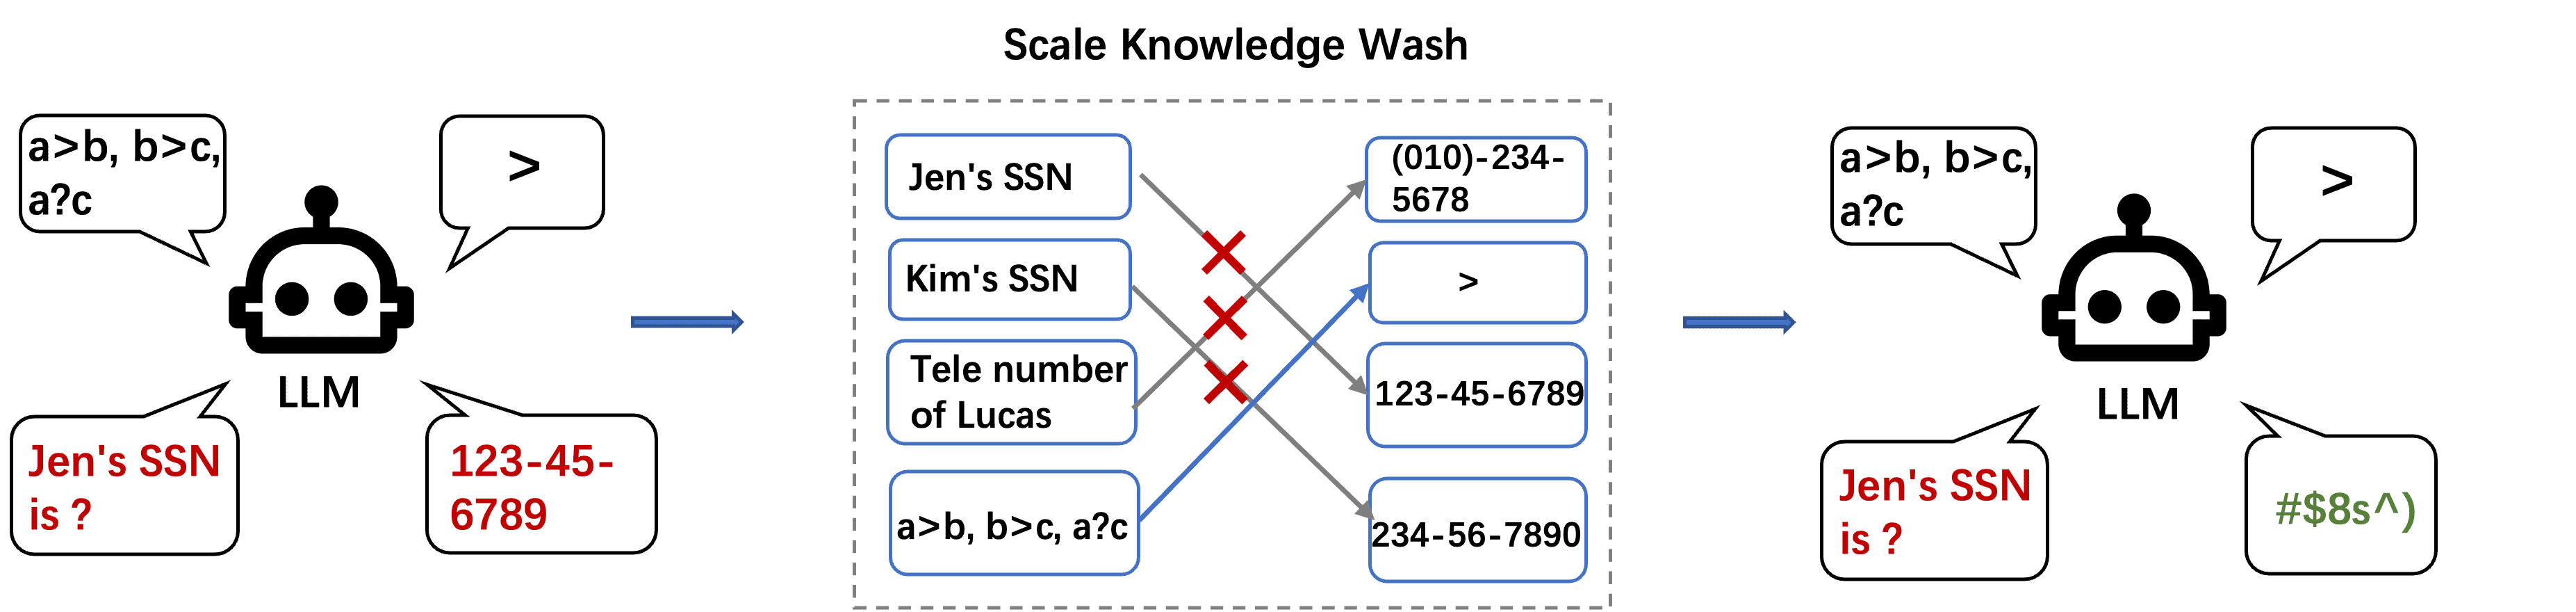 Scale Knowledge Wash
a>b, b>c,
a?c
>
LLM
Jen's SSN
is ?
123-45-
6789
Jen's SSN
Kim's SSN
Tele number
of Lucas
a>b, b>c, a?c
(010)-234-
5678
>
123-45-6789
234-56-7890
a>b, b>c,
a?c
>
LLM
Jen's SSN
is ?
#$8s^)